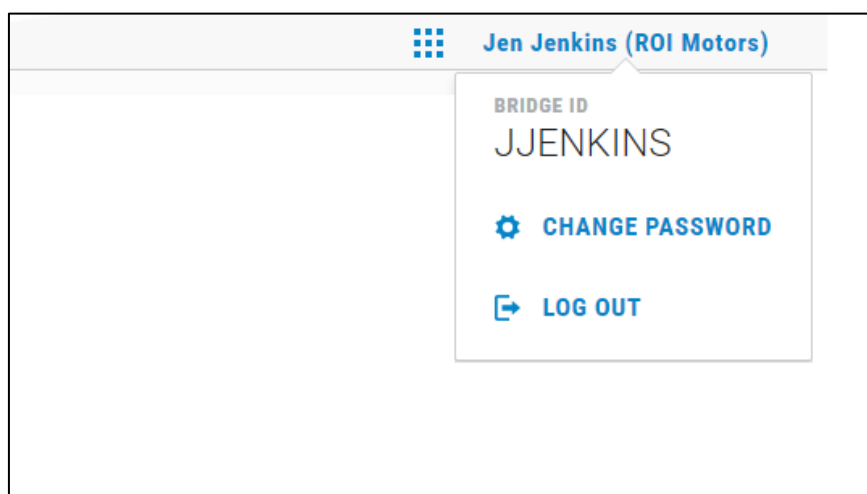 Jen Jenkins (ROI Motors)
BRIDGE ID
JJENKINS
CHANGE PASSWORD
LOG OUT